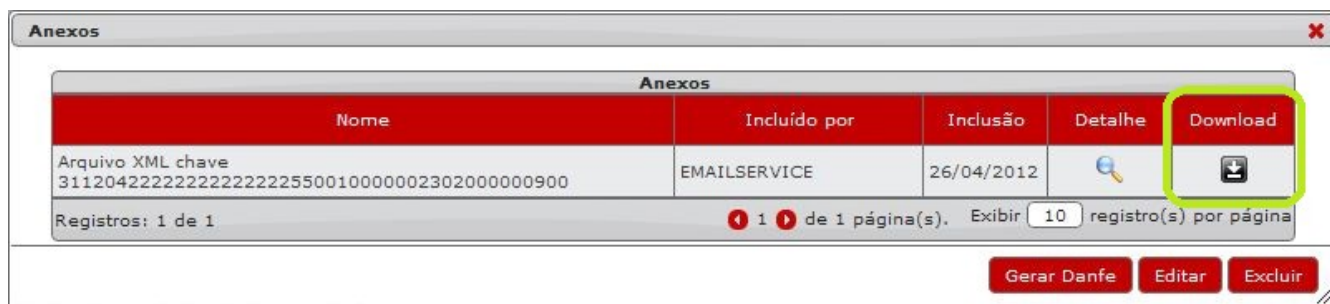 Anexos
Anexos
Nome Incluído por Inclusão Detalhe Download
Arquivo XML chave
31120422222222222222550010000002302000000900 EMAILSERVICE 26/04/2012
Registros: 1 de 1 1 de 1 página(s). Exibir 10 registro(s) por página
Gerar Danfe Editar Excluir